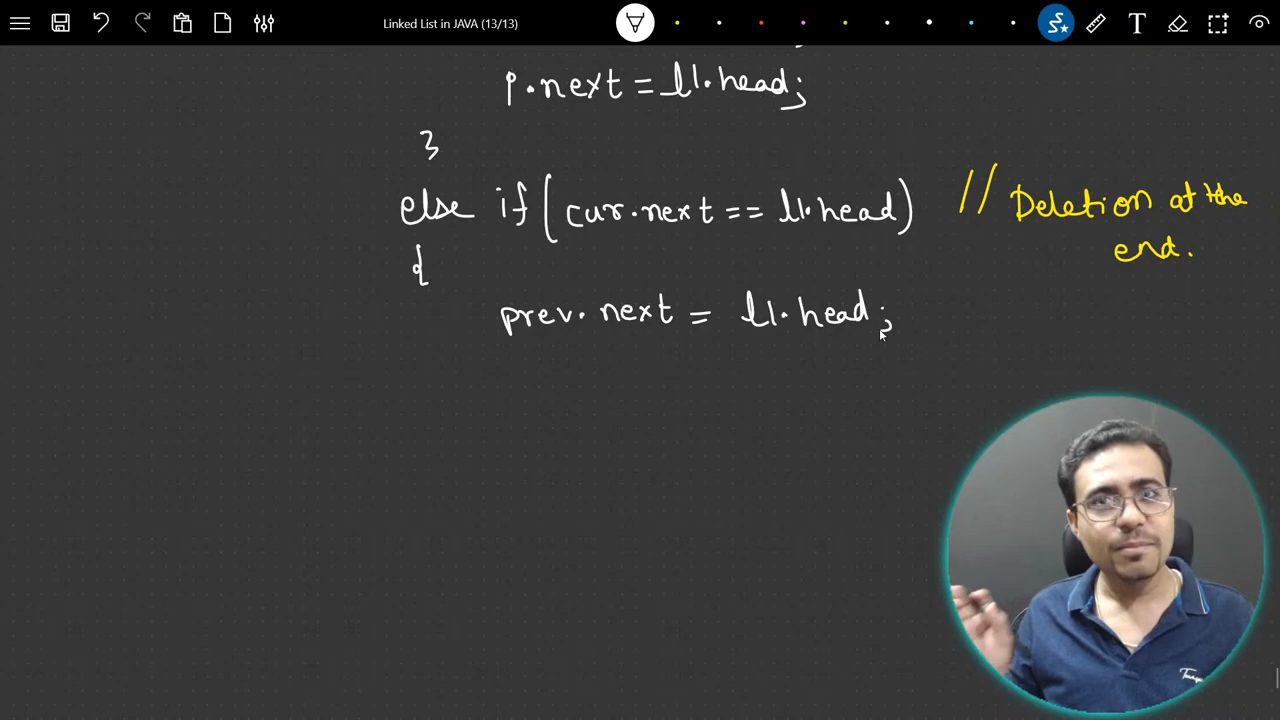 Linked List in JAVA (13/13)
p.next = ll.head;
}
else if (cur.next == ll.head) // Deletion at the
end.
{
prev.next = ll.head;